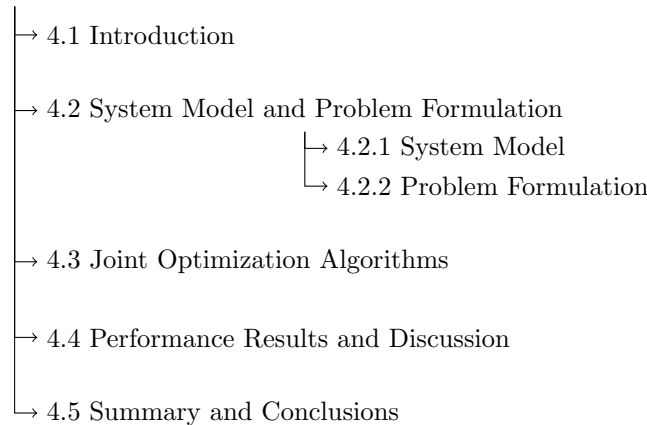 4.1 Introduction
4.2 System Model and Problem Formulation
4.2.1 System Model
4.2.2 Problem Formulation
4.3 Joint Optimization Algorithms
4.4 Performance Results and Discussion
4.5 Summary and Conclusions